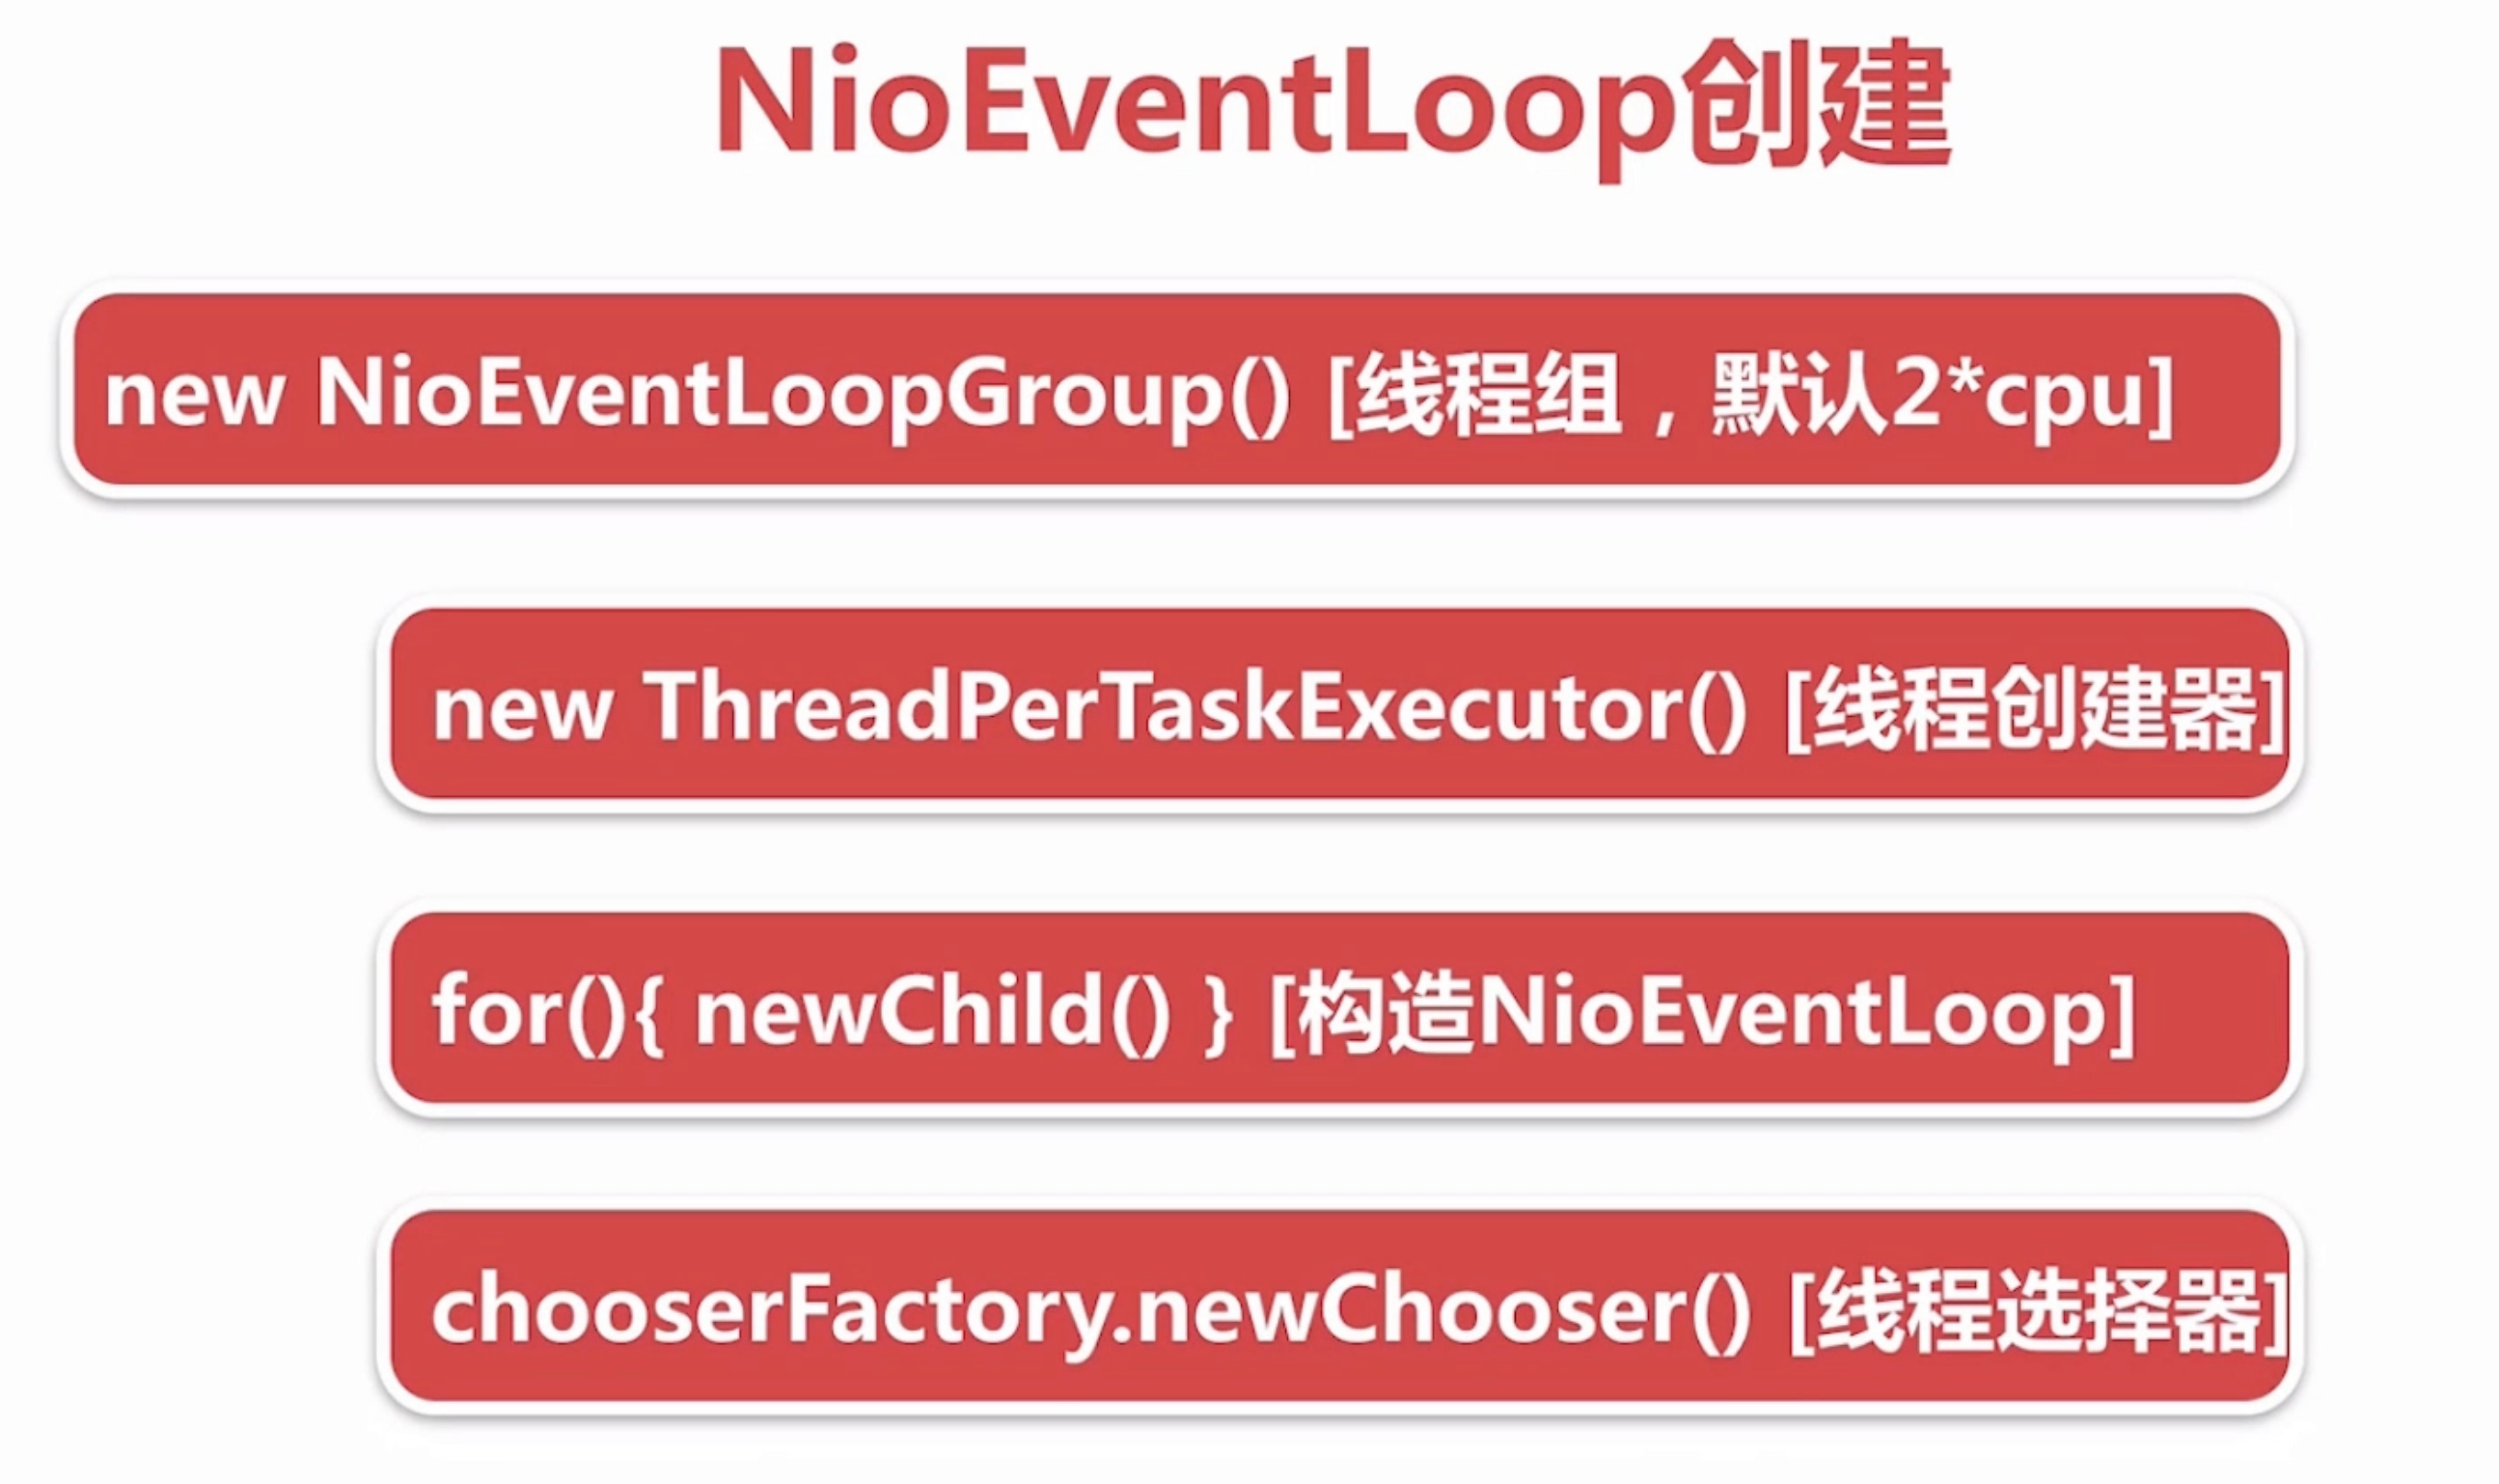 NioEventLoop创建
new NioEventLoopGroup() [线程组，默认2*cpu]
new ThreadPerTaskExecutor() [线程创建器]
for(){ newChild() } [构造NioEventLoop]
chooserFactory.newChooser() [线程选择器]